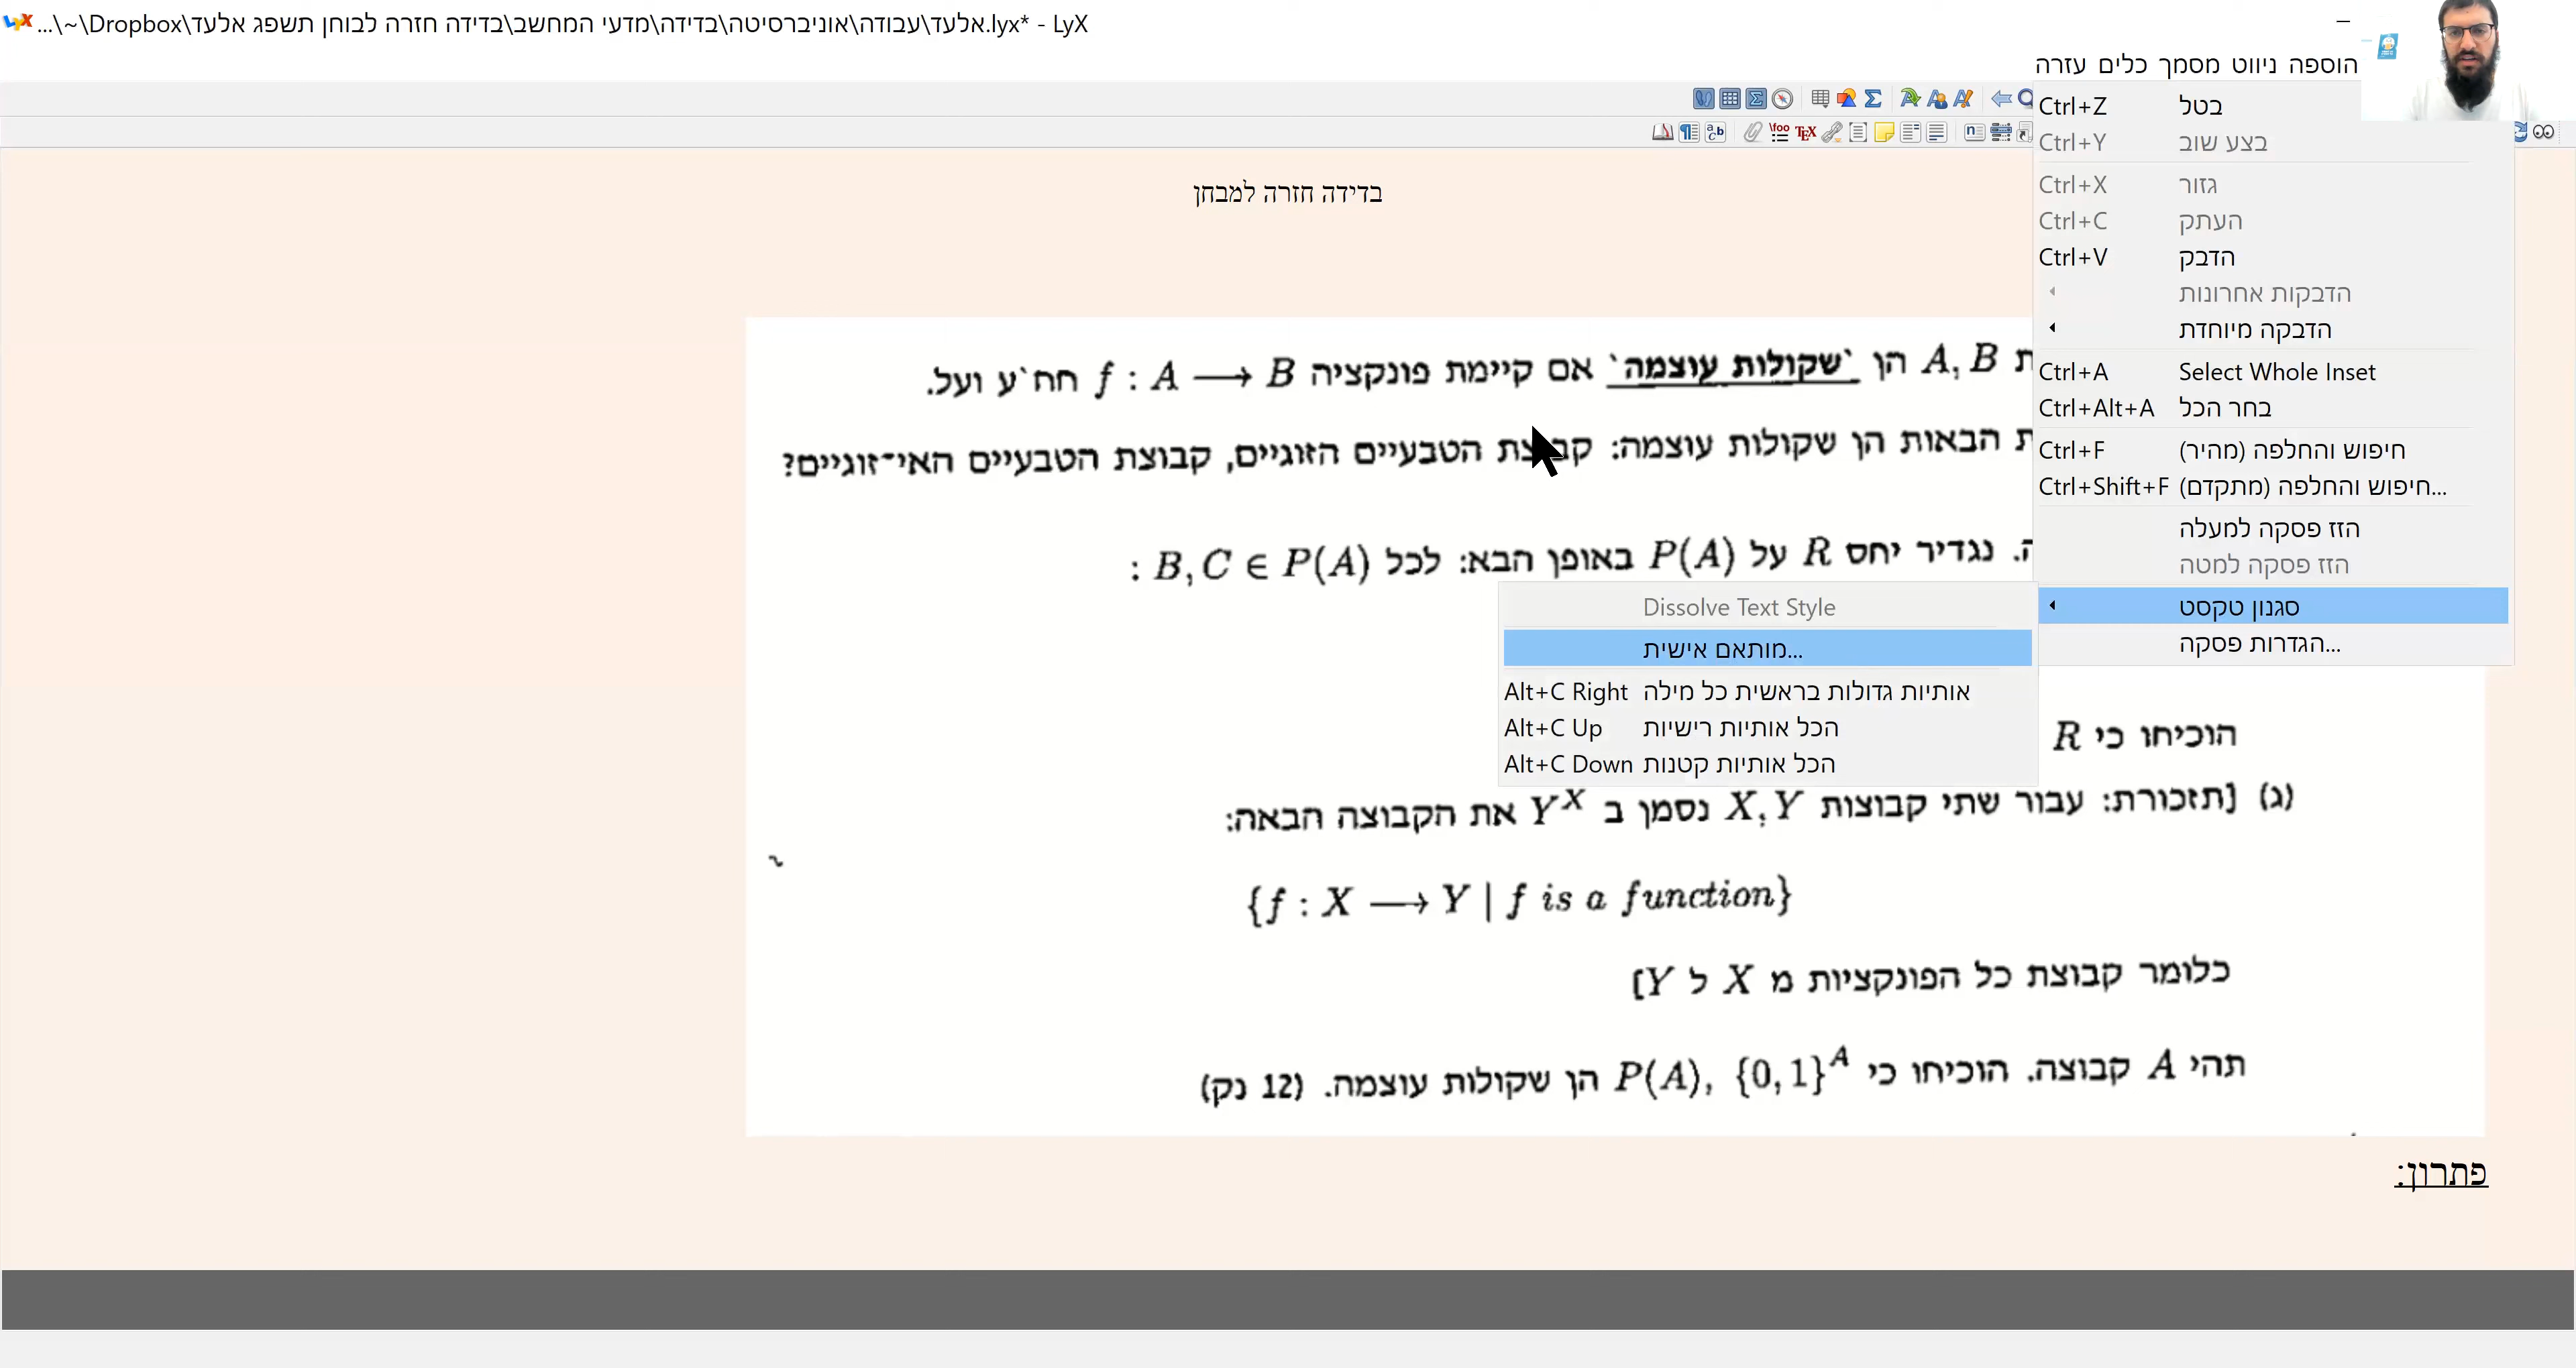 ...\~\Dropbox\אלעד\עבודה\אוניברסיטה\בדידה\מדעי המחשב\בדידה חזרה לבוחן תשפג אלעד.lyx* - LyX
הוספה ניווט מסמך כלים עזרה
בטל Ctrl+Z
בצע שוב Ctrl+Y
גזור Ctrl+X
העתק Ctrl+C
הדבק Ctrl+V
הדבקות אחרונות
הדבקה מיוחדת
Select Whole Inset Ctrl+A
בחר הכל Ctrl+Alt+A
חיפוש והחלפה (מהיר) Ctrl+F
חיפוש והחלפה (מתקדם)... Ctrl+Shift+F
הזז פסקה למעלה
הזז פסקה למטה
סגנון טקסט
הגדרות פסקה...
Dissolve Text Style
מותאם אישית...
אותיות גדולות בראשית כל מילה Alt+C Right
הכל אותיות רישיות Alt+C Up
הכל אותיות קטנות Alt+C Down
בדידה חזרה למבחן
A, B הן `שקולות עוצמה` אם קיימת פונקציה f : A ⟶ B חח`ע ועל.
הבאות הן שקולות עוצמה: קבוצת הטבעיים הזוגיים, קבוצת הטבעיים האי־זוגיים?
נגדיר יחס R על P(A) באופן הבא: לכל B, C ∈ P(A) :
הוכיחו כי R
(ג) [תזכורת: עבור שתי קבוצות X, Y נסמן ב Y^X את הקבוצה הבאה:
{f : X ⟶ Y | f is a function}
כלומר קבוצת כל הפונקציות מ X ל Y]
תהי A קבוצה. הוכיחו כי P(A), {0, 1}^A הן שקולות עוצמה. (12 נק)
פתרון: